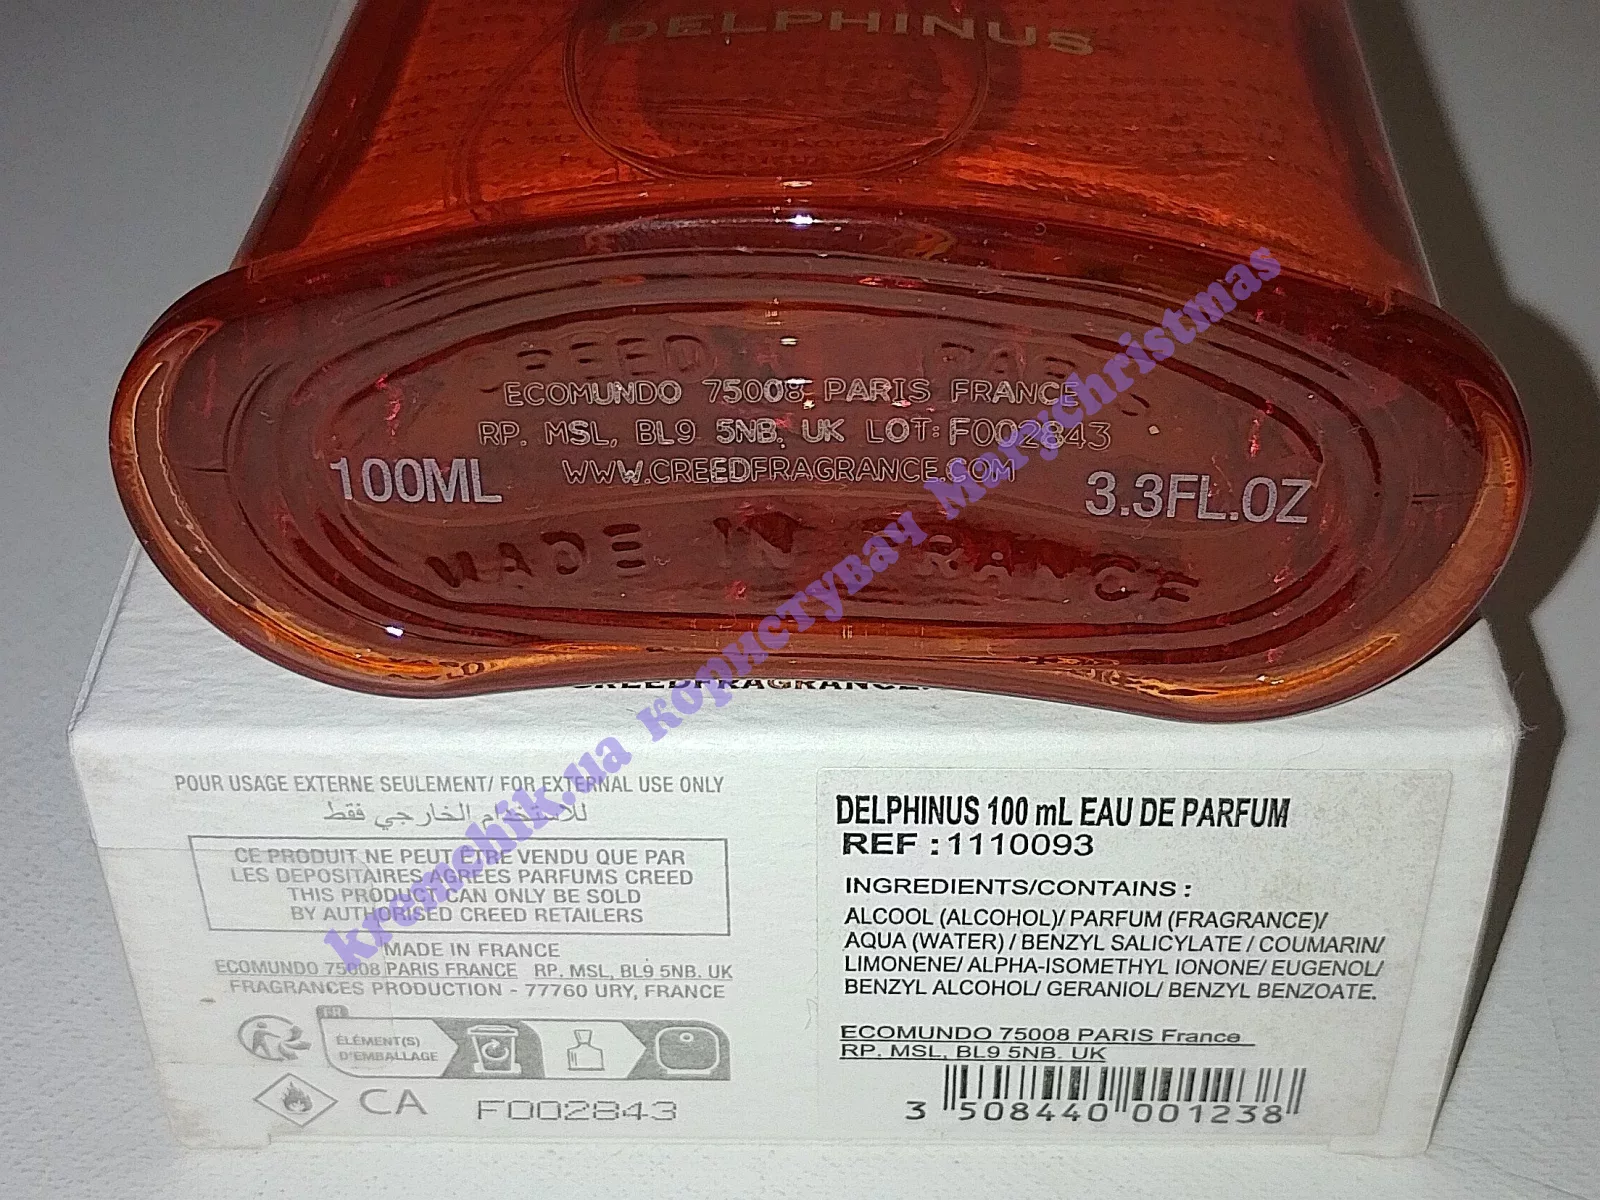 DELPHINUS
CREED PARIS
ECOMUNDO 75008 PARIS FRANCE
RP. MSL, BL9 5NB. UK LOT: F002843
WWW.CREEDFRAGRANCE.COM
100ML
3.3FL.OZ
MADE IN FRANCE
CREEDFRAGRANCE.
kremchik.ua користувач Marychristmas
POUR USAGE EXTERNE SEULEMENT/ FOR EXTERNAL USE ONLY
للاستخدام الخارجي فقط
CE PRODUIT NE PEUT ÊTRE VENDU QUE PAR
LES DEPOSITAIRES AGREES PARFUMS CREED
THIS PRODUCT CAN ONLY BE SOLD
BY AUTHORISED CREED RETAILERS
MADE IN FRANCE
ECOMUNDO 75008 PARIS FRANCE RP. MSL, BL9 5NB. UK
FRAGRANCES PRODUCTION - 77760 URY, FRANCE
FR
ÉLÉMENT(S)
D'EMBALLAGE
CA
F002843
DELPHINUS 100 mL EAU DE PARFUM
REF : 1110093
INGREDIENTS/CONTAINS :
ALCOOL (ALCOHOL)/ PARFUM (FRAGRANCE)/
AQUA (WATER) / BENZYL SALICYLATE / COUMARIN/
LIMONENE/ ALPHA-ISOMETHYL IONONE/ EUGENOL/
BENZYL ALCOHOL/ GERANIOL/ BENZYL BENZOATE.
ECOMUNDO 75008 PARIS France
RP. MSL, BL9 5NB. UK
3 508440 001238